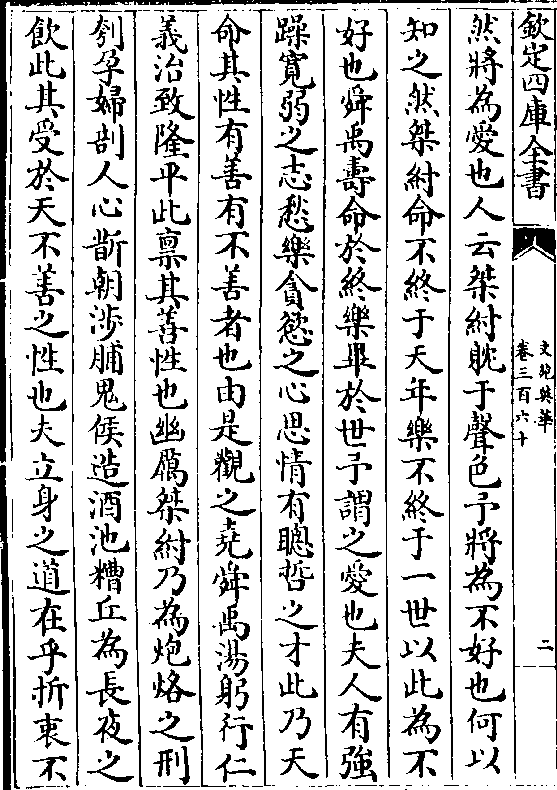 欽定四庫全書
文苑英華
卷三百六十
二
然將為愛也人云桀紂躭于聲色予將為不好也何以
知之然桀紂命不終于天年樂不終于一世以此為不
好也舜禹壽命於終樂畢於世予謂之愛也夫人有強
躁寛弱之志愁樂貪慾之心思情有聰哲之才此乃天
命其性有善有不善者也由是觀之堯舜禹湯躬行仁
義治致隆平此禀其善性也幽厲桀紂乃為炮烙之刑
刳孕婦剖人心斮朝涉脯鬼侯造酒池糟丘為長夜之
飲此其受於天不善之性也夫立身之道在乎折衷不